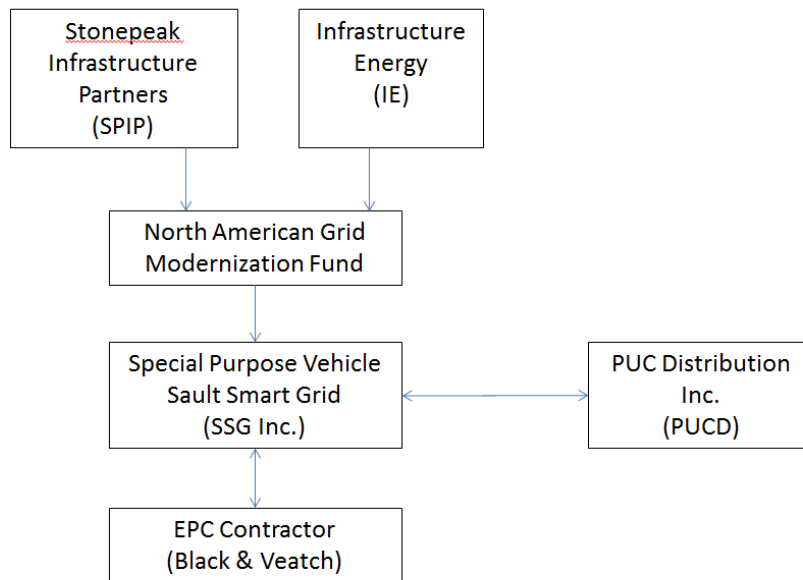 Stonepeak
Infrastructure
Partners
(SPIP)
Infrastructure
Energy
(IE)
North American Grid
Modernization Fund
Special Purpose Vehicle
Sault Smart Grid
(SSG Inc.)
PUC Distribution
Inc.
(PUCD)
EPC Contractor
(Black & Veatch)